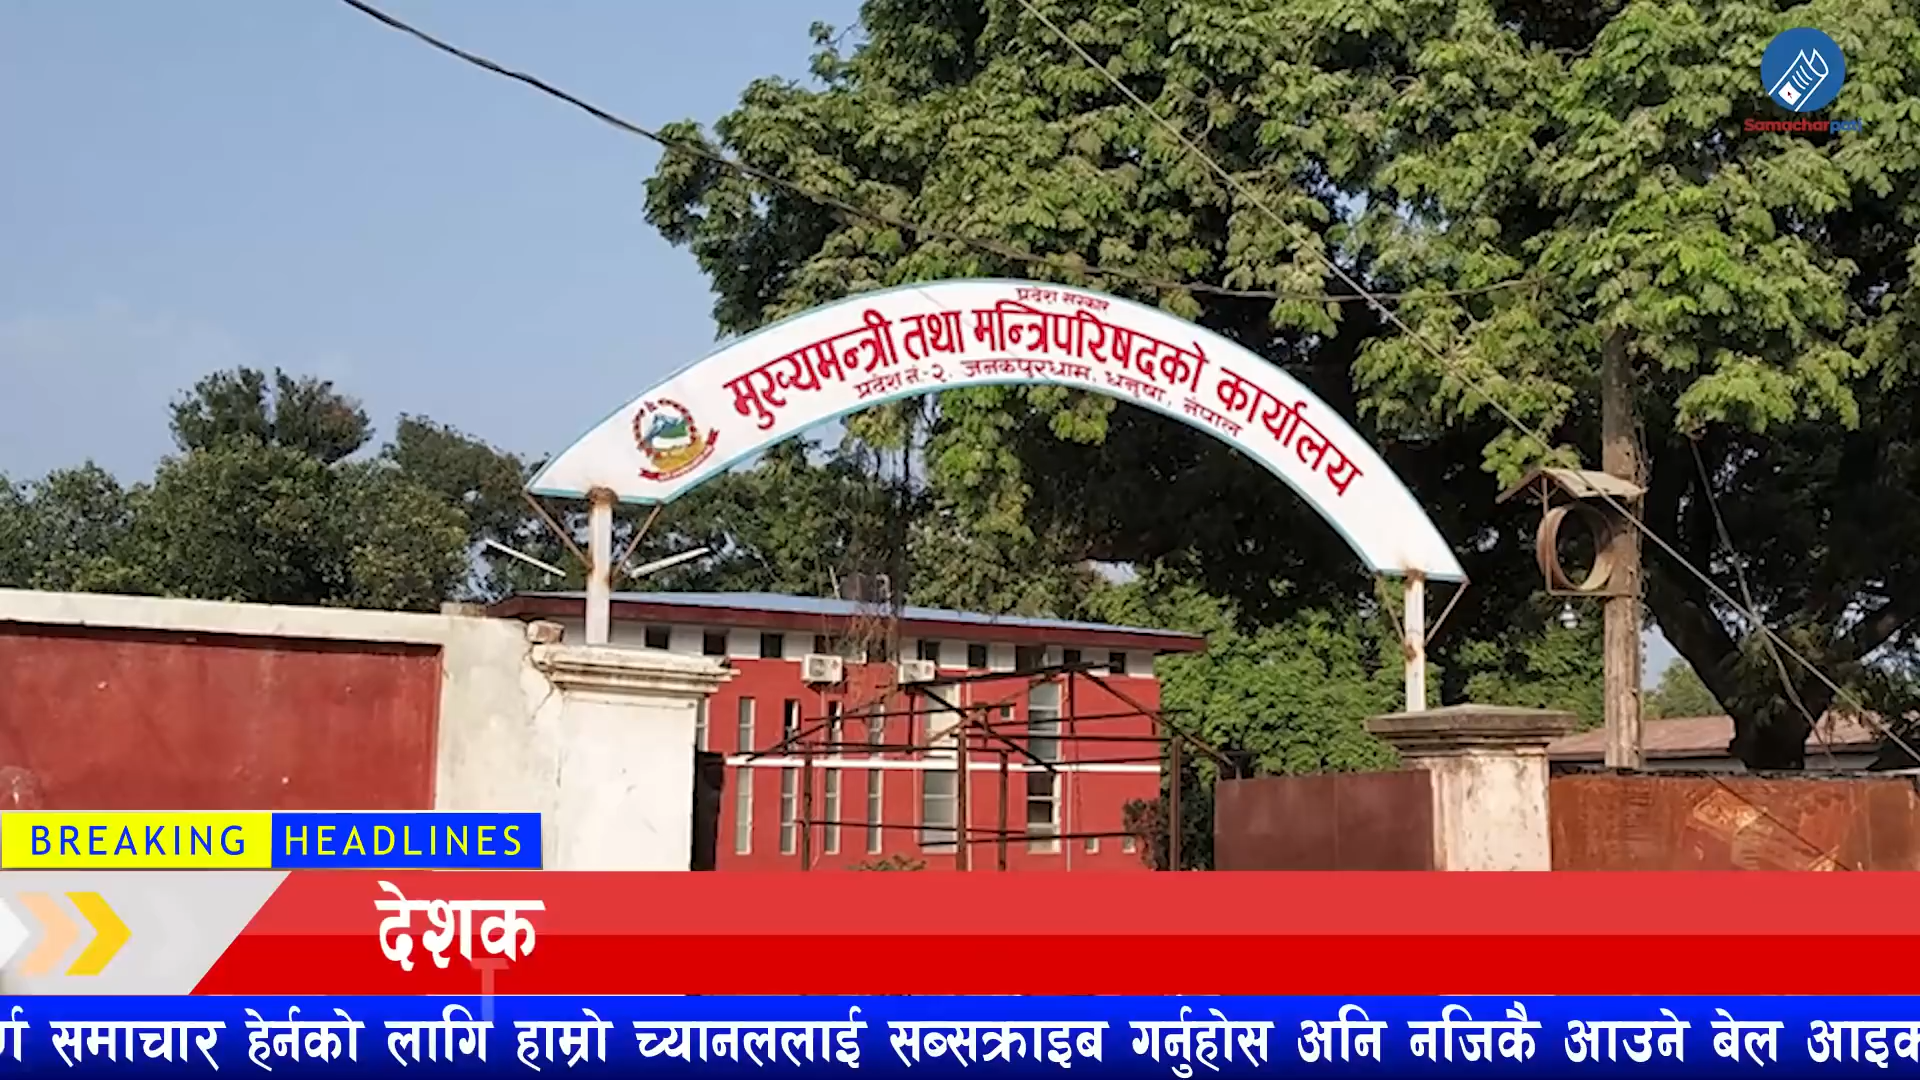 Samacharpati
प्रदेश सरकार
मुख्यमन्त्री तथा मन्त्रिपरिषदको कार्यालय
प्रदेश नं.-२, जनकपुरधाम, धनुषा, नेपाल
BREAKING HEADLINES
देशक
समाचार हेर्नको लागि हाम्रो च्यानललाई सब्सक्राइब गर्नुहोस अनि नजिकै आउने बेल आइक